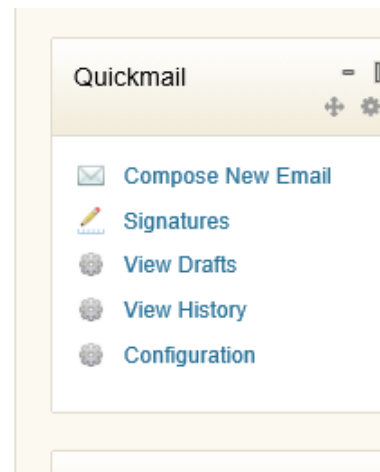 Quickmail
Compose New Email
Signatures
View Drafts
View History
Configuration